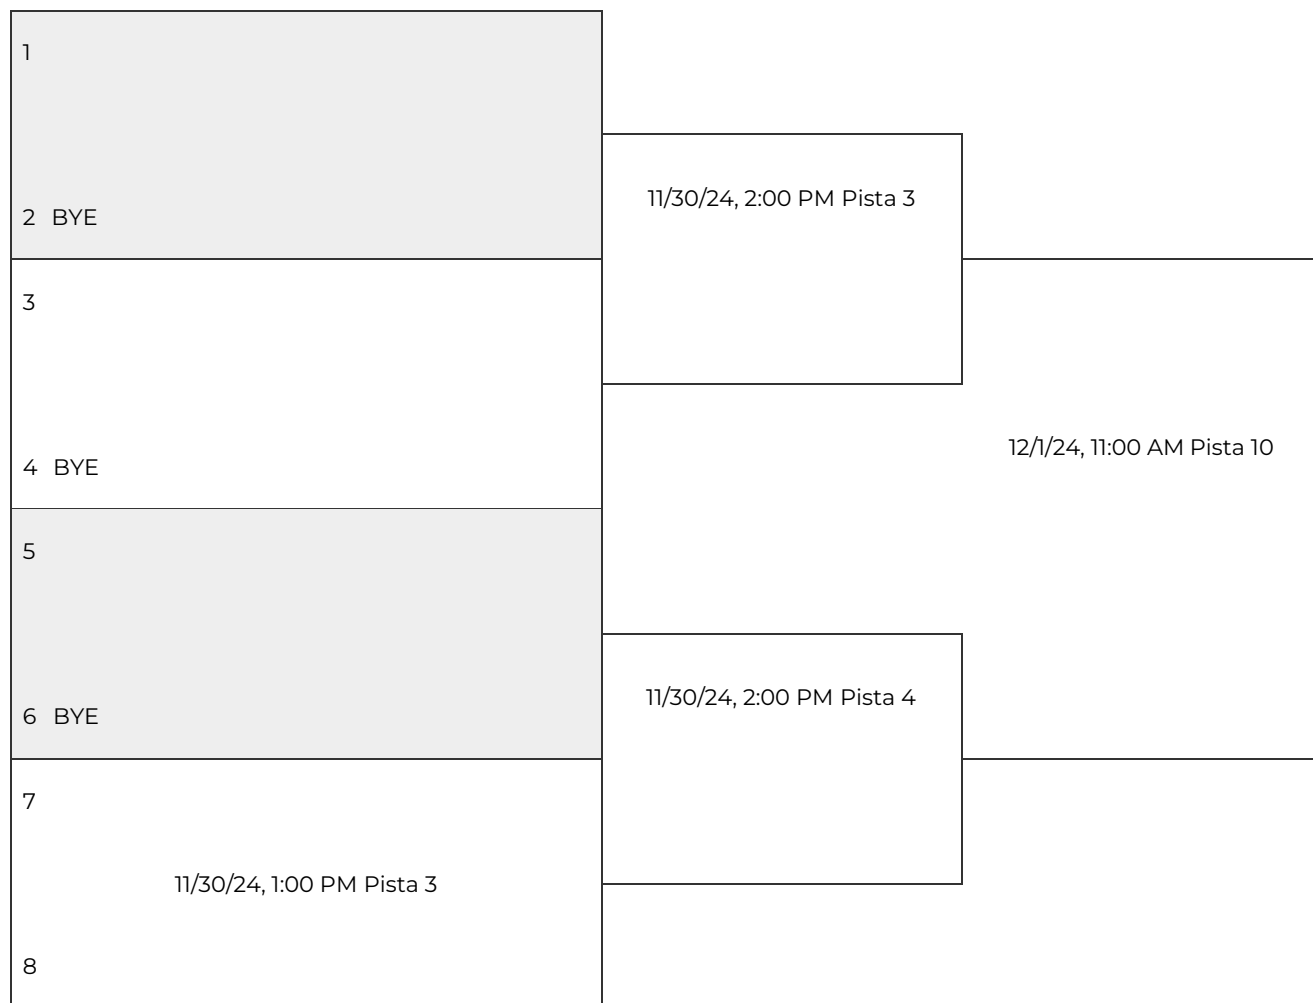 1
2 BYE
11/30/24, 2:00 PM Pista 3
3
4 BYE
12/1/24, 11:00 AM Pista 10
5
6 BYE
11/30/24, 2:00 PM Pista 4
7
11/30/24, 1:00 PM Pista 3
8